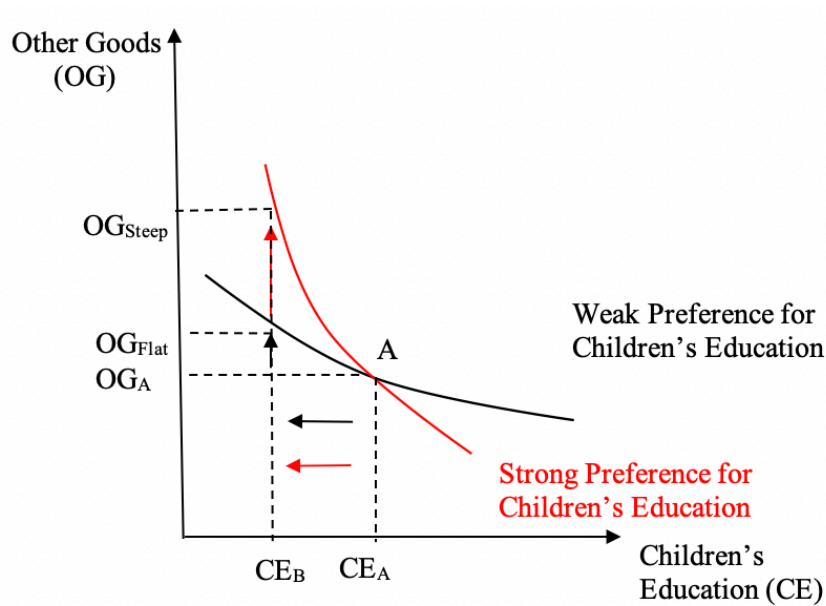 Other Goods
(OG)
OGSteep
OGFlat
OGA
A
Weak Preference for
Children’s Education
Strong Preference for
Children’s Education
CEB
CEA
Children’s
Education (CE)